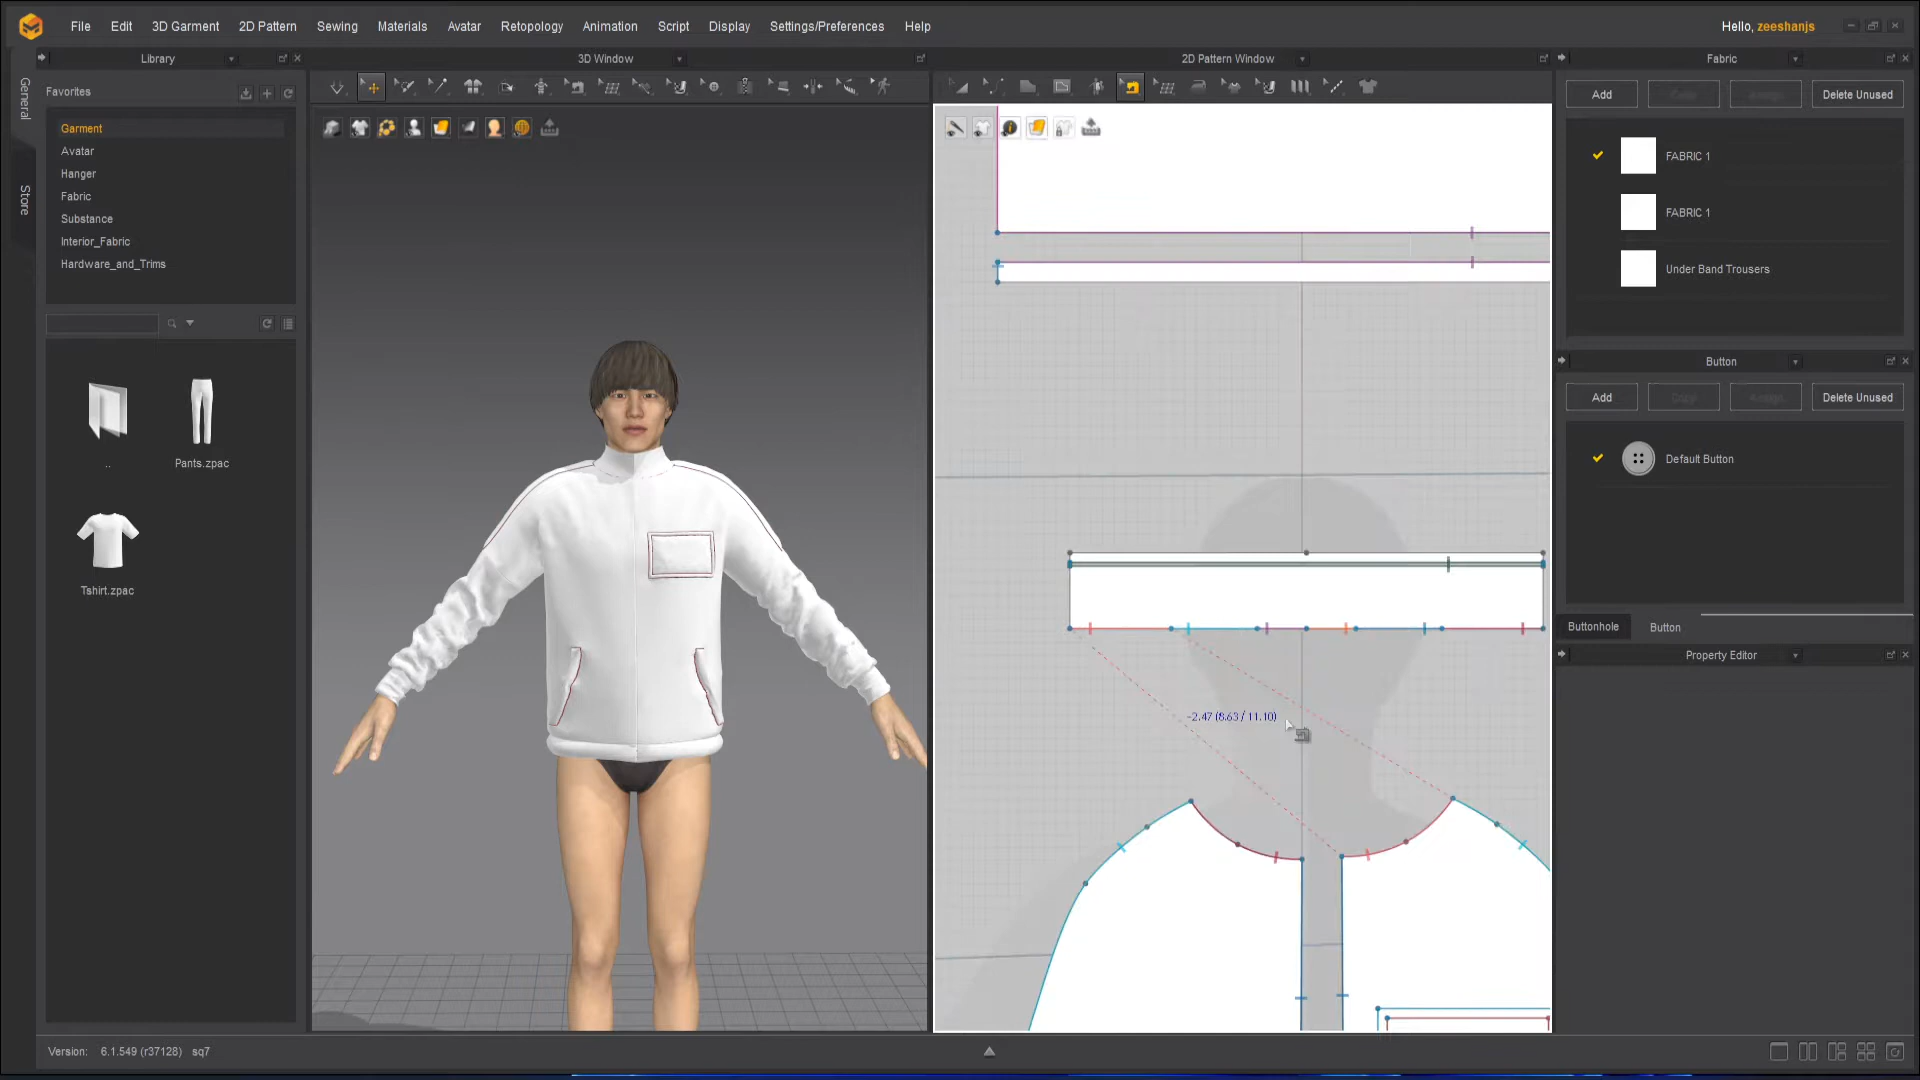 File Edit 3D Garment 2D Pattern Sewing Materials Avatar Retopology Animation Script Display Settings/Preferences Help Hello, zeeshanjs
Library 3D Window 2D Pattern Window Fabric
General
Store
Favorites
Garment
Avatar
Hanger
Fabric
Substance
Interior_Fabric
Hardware_and_Trims
..
Pants.zpac
Tshirt.zpac
-2.47 (8.63 / 11.10)
Add Delete Unused
FABRIC 1
FABRIC 1
Under Band Trousers
Button
Add Copy Assign Delete Unused
Default Button
Buttonhole Button
Property Editor
Version: 6.1.549 (r37128) sq7